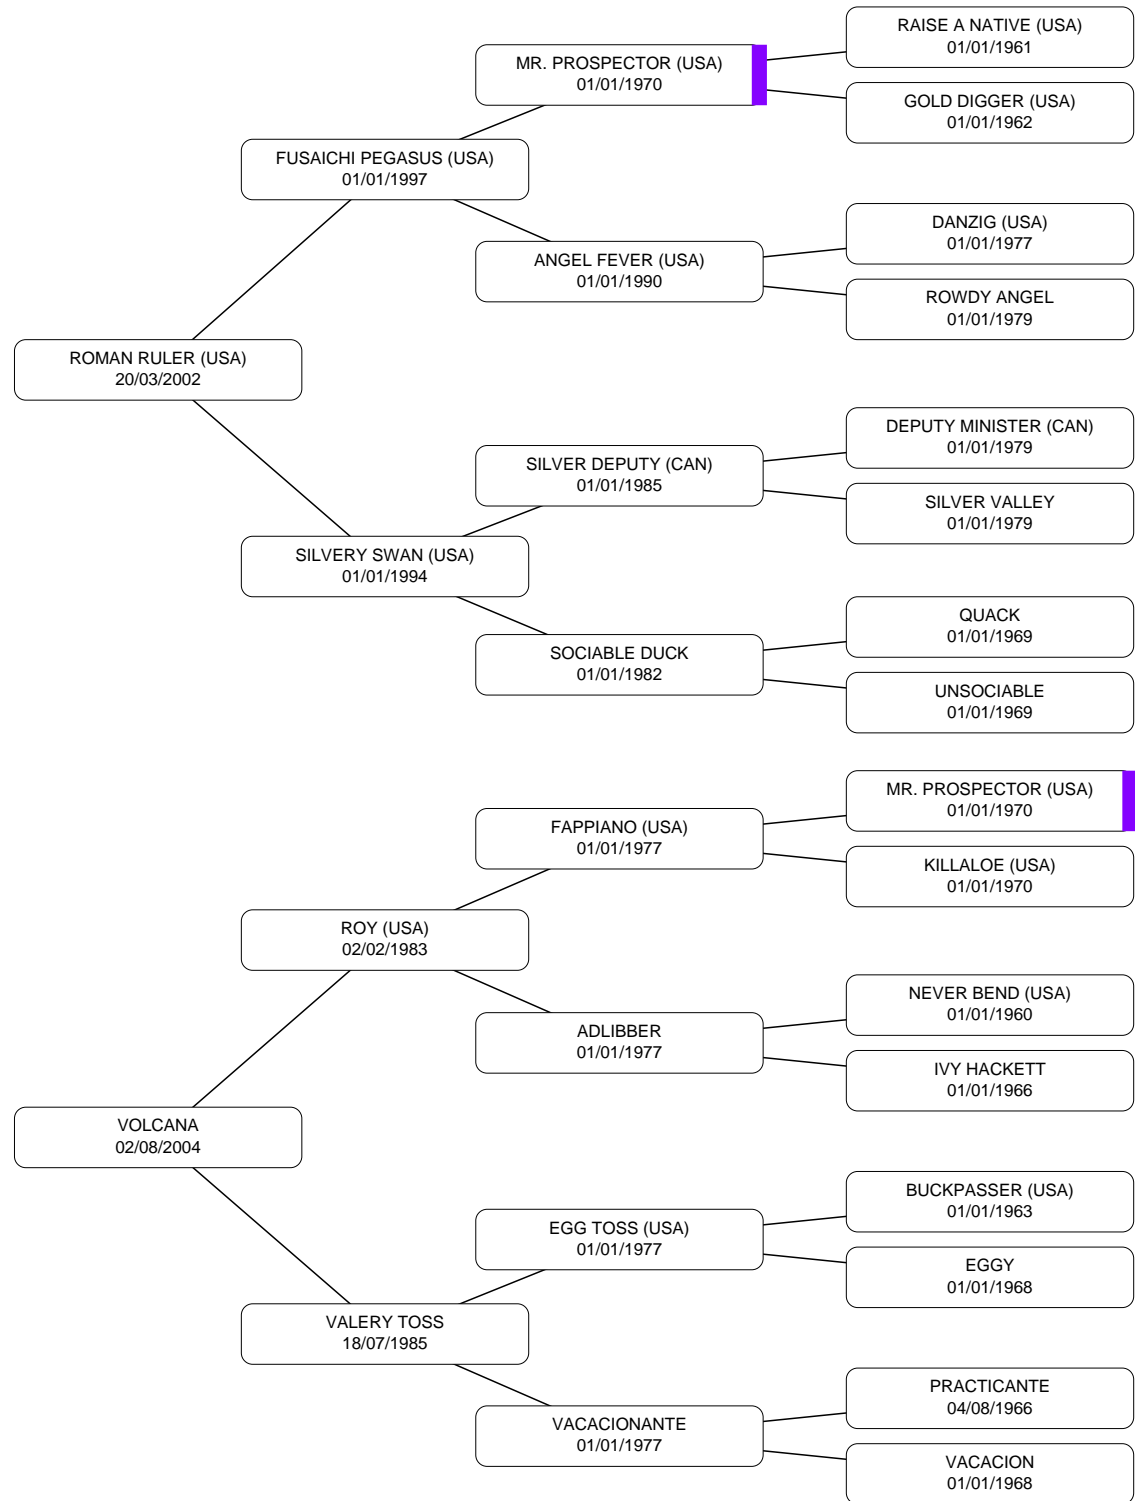 RAISE A NATIVE (USA)
01/01/1961
MR. PROSPECTOR (USA)
01/01/1970
GOLD DIGGER (USA)
01/01/1962
FUSAICHI PEGASUS (USA)
01/01/1997
DANZIG (USA)
01/01/1977
ANGEL FEVER (USA)
01/01/1990
ROWDY ANGEL
01/01/1979
ROMAN RULER (USA)
20/03/2002
DEPUTY MINISTER (CAN)
01/01/1979
SILVER DEPUTY (CAN)
01/01/1985
SILVER VALLEY
01/01/1979
SILVERY SWAN (USA)
01/01/1994
QUACK
01/01/1969
SOCIABLE DUCK
01/01/1982
UNSOCIABLE
01/01/1969
MR. PROSPECTOR (USA)
01/01/1970
FAPPIANO (USA)
01/01/1977
KILLALOE (USA)
01/01/1970
ROY (USA)
02/02/1983
NEVER BEND (USA)
01/01/1960
ADLIBBER
01/01/1977
IVY HACKETT
01/01/1966
VOLCANA
02/08/2004
BUCKPASSER (USA)
01/01/1963
EGG TOSS (USA)
01/01/1977
EGGY
01/01/1968
VALERY TOSS
18/07/1985
PRACTICANTE
04/08/1966
VACACIONANTE
01/01/1977
VACACION
01/01/1968